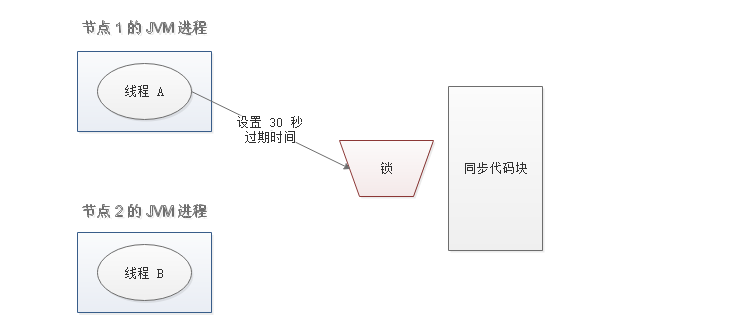 节点 1 的 JVM 进程
线程 A
设置 30 秒
过期时间
锁
同步代码块
节点 2 的 JVM 进程
线程 B